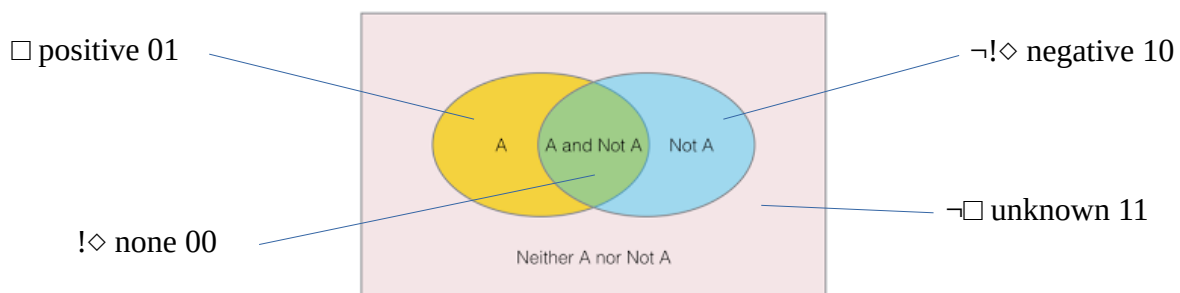 □ positive 01
¬!◇ negative 10
A
A and Not A
Not A
¬□ unknown 11
!◇ none 00
Neither A nor Not A